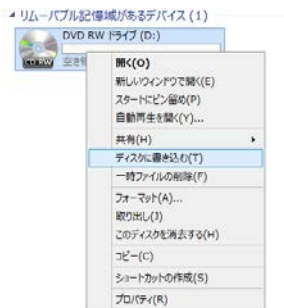 リムーバブル記憶域があるデバイス (1)
DVD RW ドライブ (D:)
CD RW
空き領
開く(O)
新しいウィンドウで開く(E)
スタートにピン留め(P)
自動再生を開く(Y)...
共有(H)
ディスクに書き込む(T)
一時ファイルの削除(F)
フォーマット(A)...
取り出し(J)
このディスクを消去する(H)
コピー(C)
ショートカットの作成(S)
プロパティ(R)